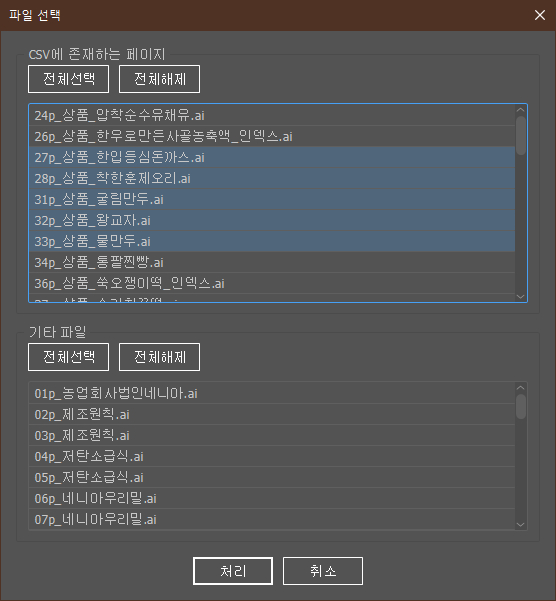 파일 선택
CSV에 존재하는 페이지
전체선택 전체해제
24p_상품_압착순수유채유.ai
26p_상품_한우로만든사골농축액_인덱스.ai
27p_상품_한입등심돈까스.ai
28p_상품_착한훈제오리.ai
31p_상품_굴림만두.ai
32p_상품_왕교자.ai
33p_상품_물만두.ai
34p_상품_통팥찐빵.ai
36p_상품_쑥오쟁이떡_인덱스.ai
기타 파일
전체선택 전체해제
01p_농업회사법인네니아.ai
02p_제조원칙.ai
03p_제조원칙.ai
04p_저탄소급식.ai
05p_저탄소급식.ai
06p_네니아우리밀.ai
07p_네니아우리밀.ai
처리 취소